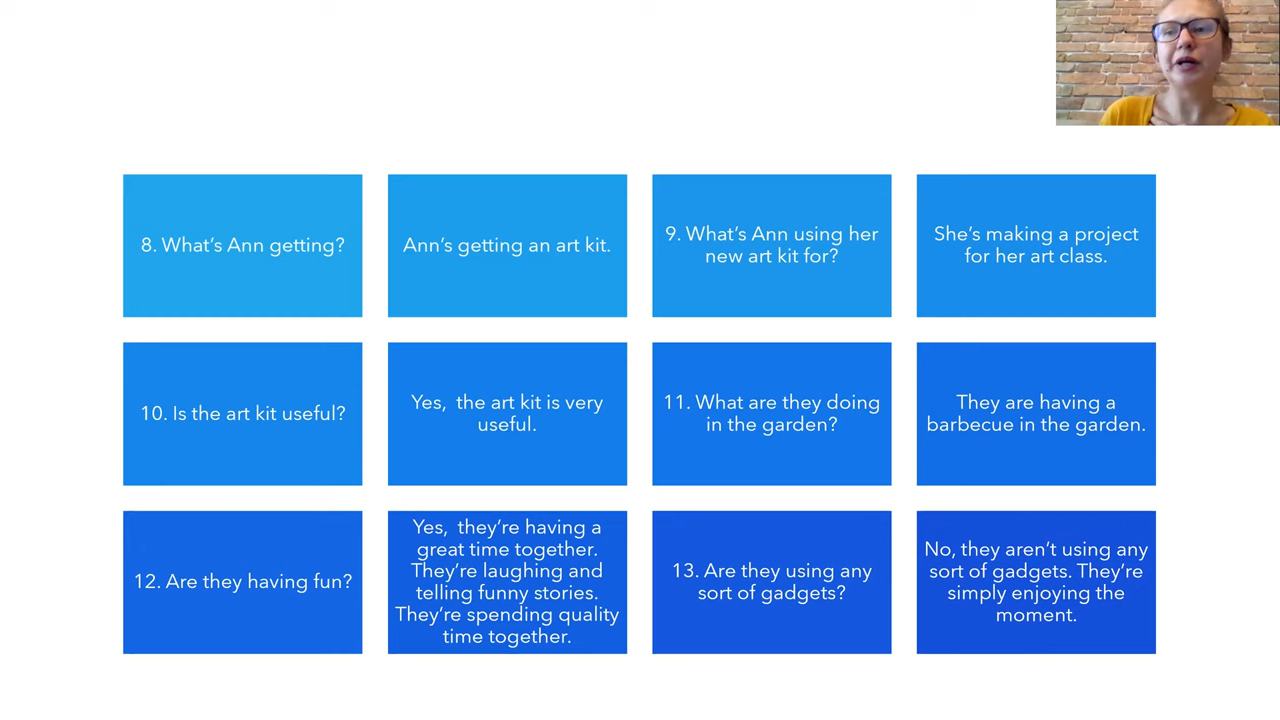 8. What's Ann getting?
Ann's getting an art kit.
9. What's Ann using her
new art kit for?
She's making a project
for her art class.
10. Is the art kit useful?
Yes,  the art kit is very
useful.
11. What are they doing
in the garden?
They are having a
barbecue in the garden.
12. Are they having fun?
Yes,  they're having a
great time together.
They're laughing and
telling funny stories.
They're spending quality
time together.
13. Are they using any
sort of gadgets?
No, they aren't using any
sort of gadgets. They're
simply enjoying the
moment.